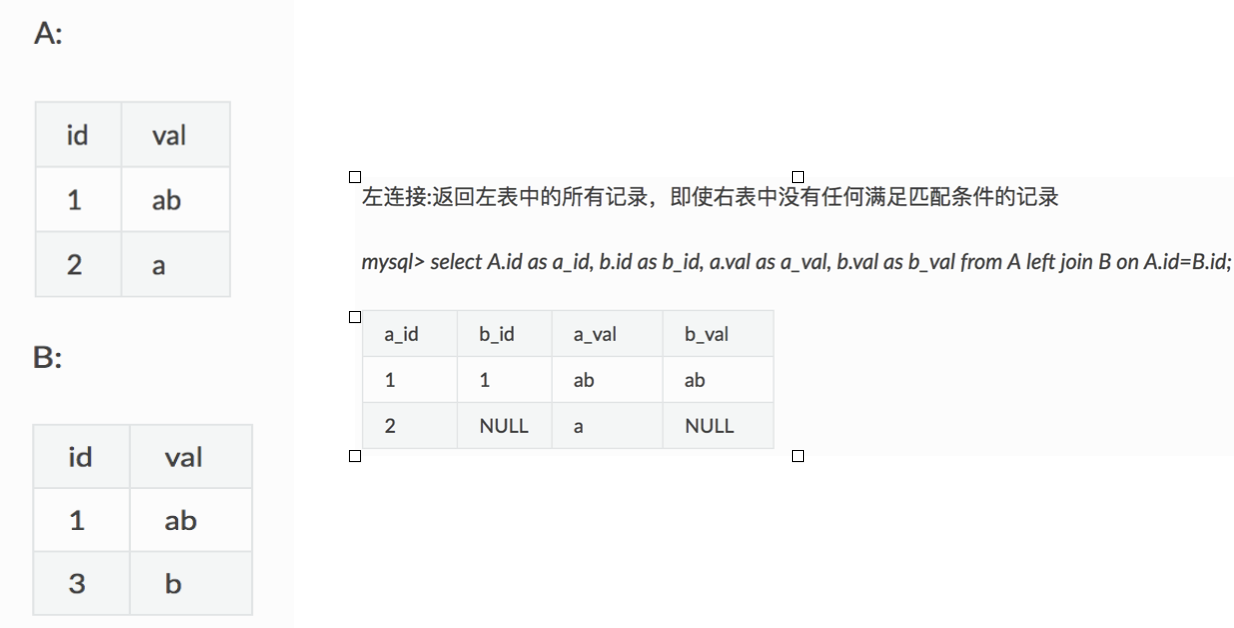 A:
id val
1 ab
2 a
B:
id val
1 ab
3 b
左连接:返回左表中的所有记录，即使右表中没有任何满足匹配条件的记录
mysql> select A.id as a_id, b.id as b_id, a.val as a_val, b.val as b_val from A left join B on A.id=B.id;
a_id b_id a_val b_val
1 1 ab ab
2 NULL a NULL